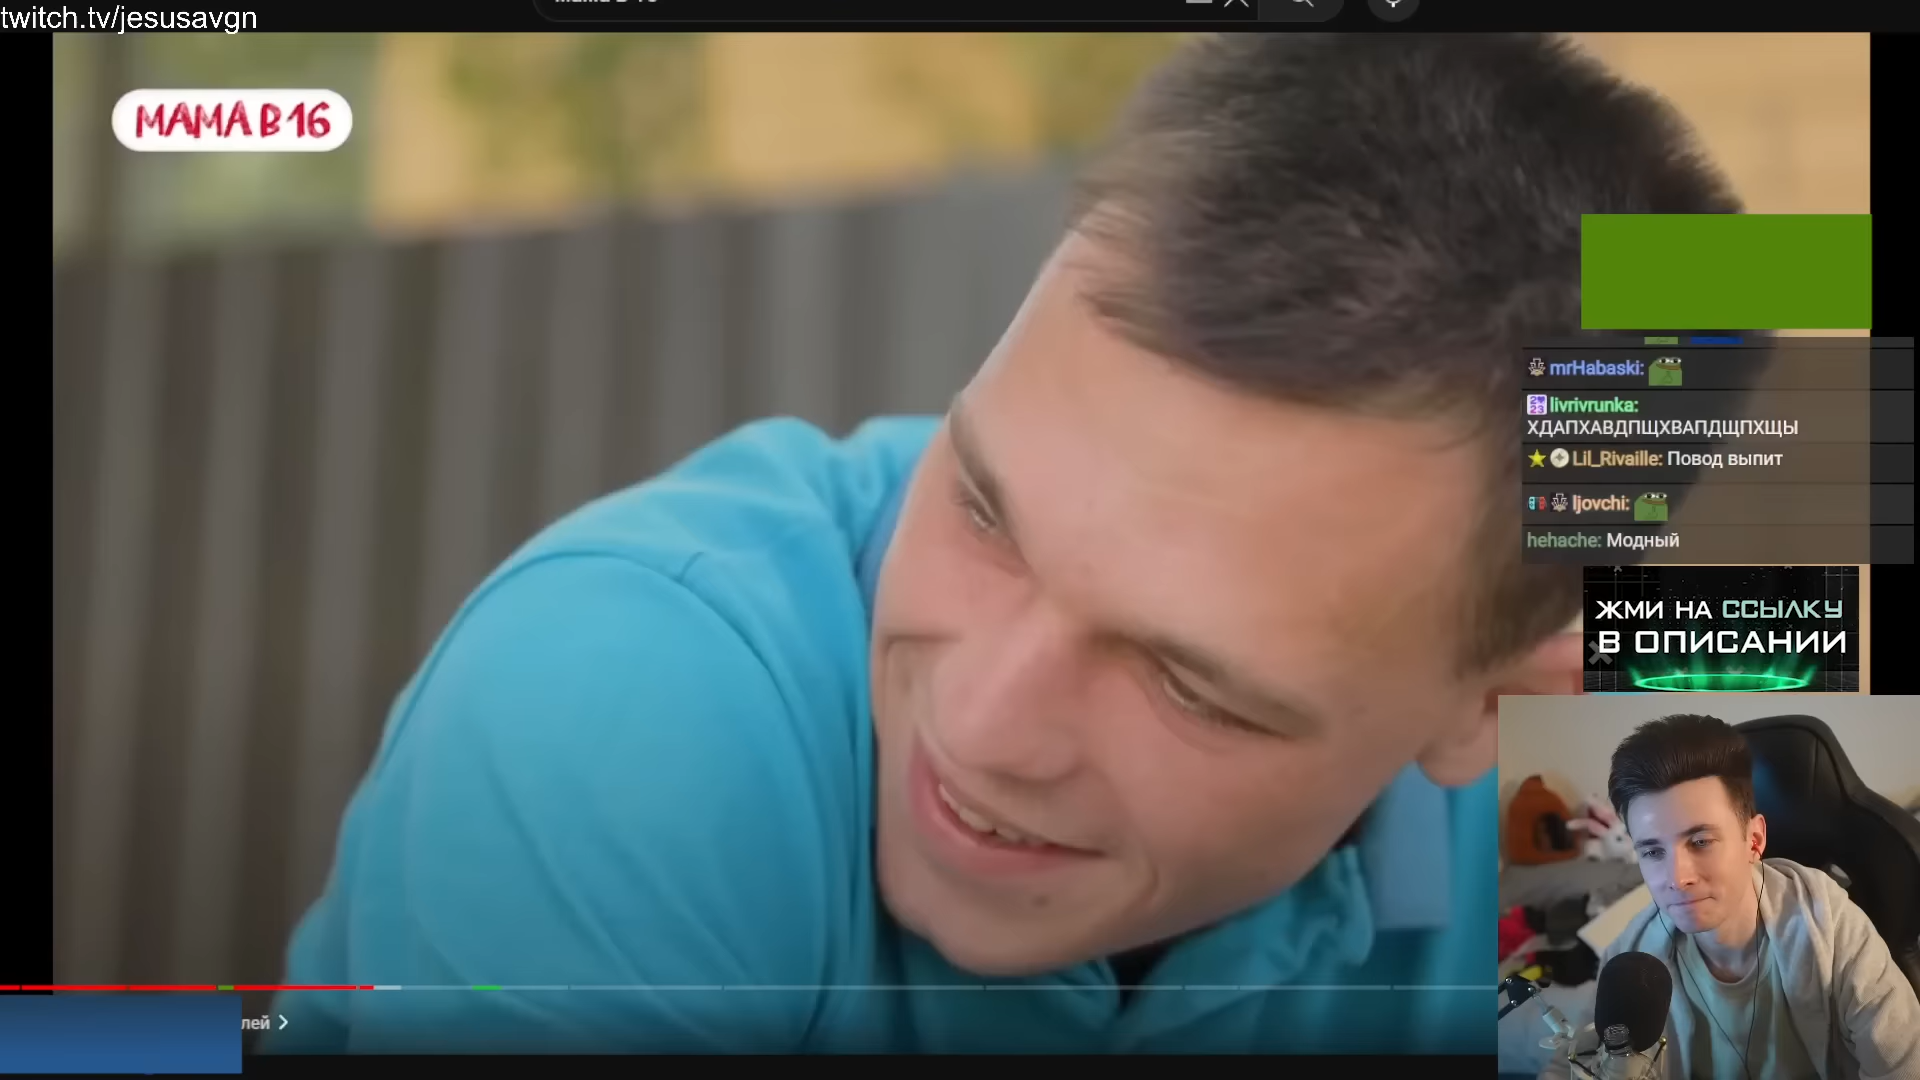 twitch.tv/jesusavgn
МАМА В 16
mrHabaski:
livrivrunka:
ХДАПХАВДПЩХВАПДЩПХЩЫ
Lil_Rivaille: Повод выпит
ljovchi:
hehache: Модный
ЖМИ НА ССЫЛКУ
В ОПИСАНИИ
лей